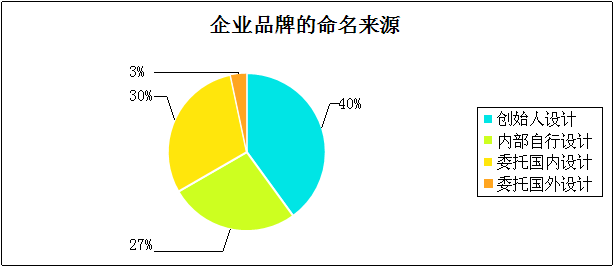 企业品牌的命名来源
3%
30%
40%
27%
创始人设计
内部自行设计
委托国内设计
委托国外设计